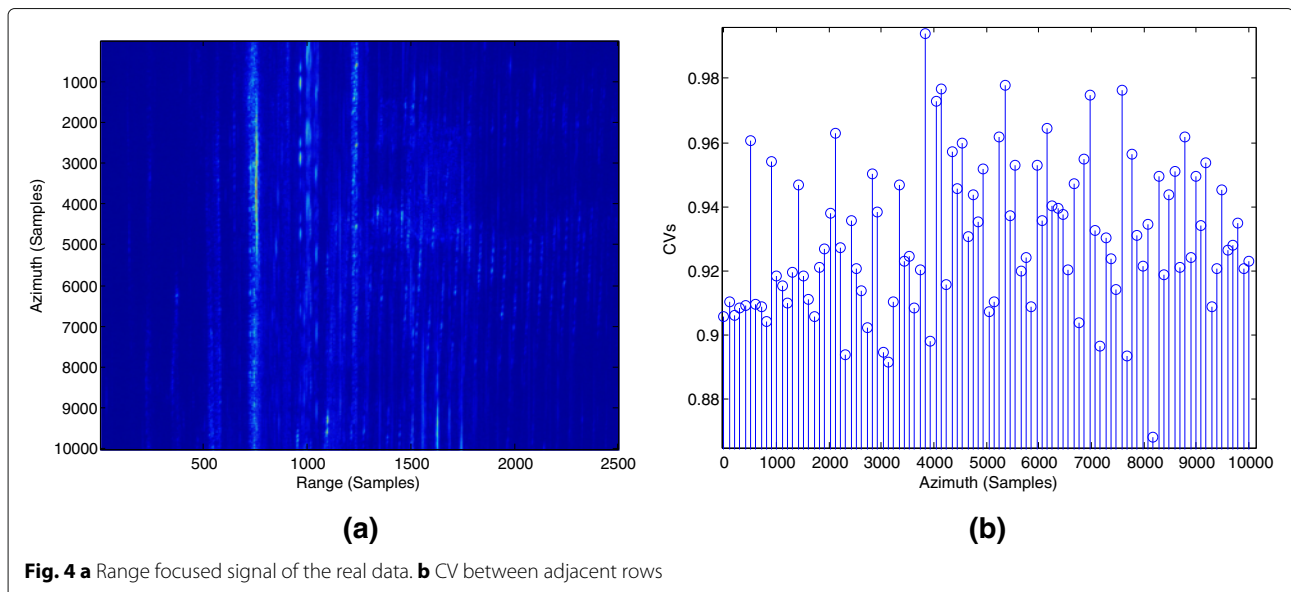 1000
2000
3000
4000
5000
6000
7000
8000
9000
10000
Azimuth (Samples)
500 1000 1500 2000 2500
Range (Samples)
(a)
0.98
0.96
0.94
0.92
0.9
0.88
CVs
0 1000 2000 3000 4000 5000 6000 7000 8000 9000 10000
Azimuth (Samples)
(b)
Fig. 4 a Range focused signal of the real data. b CV between adjacent rows